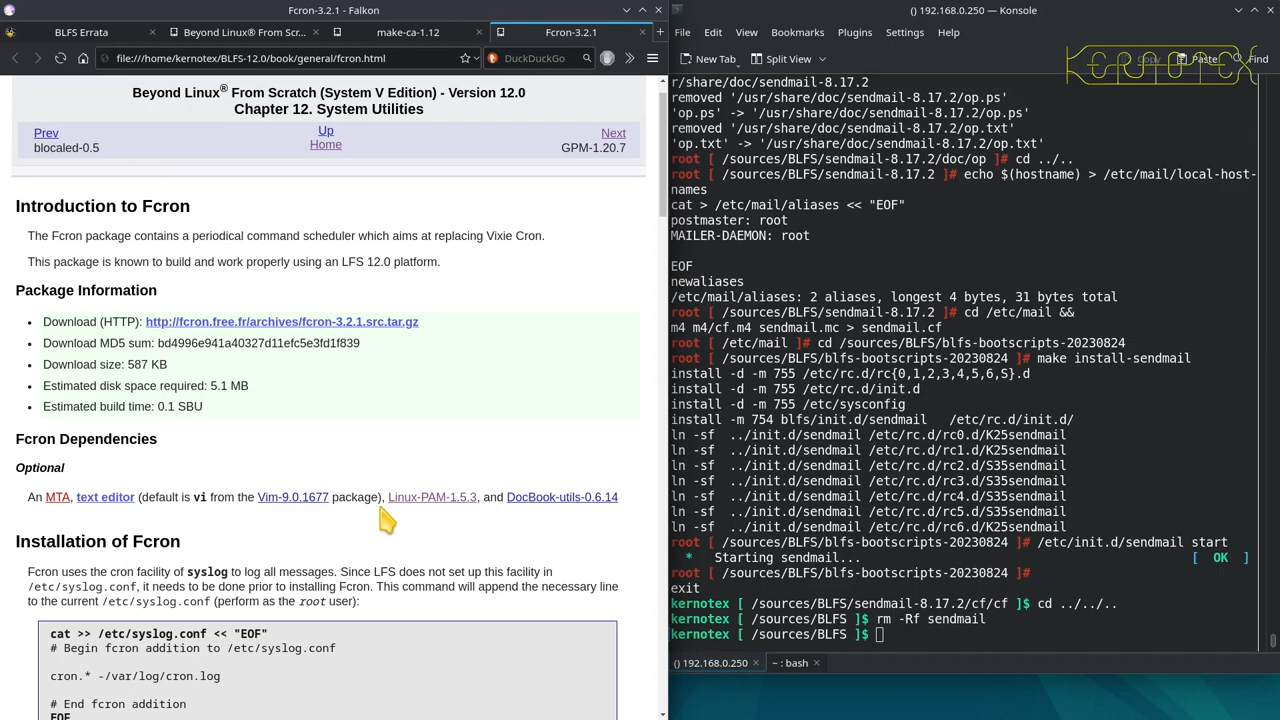 Fcron-3.2.1 - Falkon
BLFS Errata
Beyond Linux® From Scr...
make-ca-1.12
Fcron-3.2.1
file:///home/kernotex/BLFS-12.0/book/general/fcron.html
DuckDuckGo
Beyond Linux® From Scratch (System V Edition) - Version 12.0
Chapter 12. System Utilities
Prev
Up
Next
blocaled-0.5
Home
GPM-1.20.7
Introduction to Fcron
The Fcron package contains a periodical command scheduler which aims at replacing Vixie Cron.
This package is known to build and work properly using an LFS 12.0 platform.
Package Information
• Download (HTTP): http://fcron.free.fr/archives/fcron-3.2.1.src.tar.gz
• Download MD5 sum: bd4996e941a40327d11efc5e3fd1f839
• Download size: 587 KB
• Estimated disk space required: 5.1 MB
• Estimated build time: 0.1 SBU
Fcron Dependencies
Optional
An MTA, text editor (default is vi from the Vim-9.0.1677 package), Linux-PAM-1.5.3, and DocBook-utils-0.6.14
Installation of Fcron
Fcron uses the cron facility of syslog to log all messages. Since LFS does not set up this facility in
/etc/syslog.conf, it needs to be done prior to installing Fcron. This command will append the necessary line
to the current /etc/syslog.conf (perform as the root user):
cat >> /etc/syslog.conf << "EOF"
# Begin fcron addition to /etc/syslog.conf
cron.* -/var/log/cron.log
# End fcron addition
EOF
() 192.168.0.250 — Konsole
File Edit View Bookmarks Plugins Settings Help
New Tab Split View Copy Paste Find
KERNOTEX
r/share/doc/sendmail-8.17.2
removed '/usr/share/doc/sendmail-8.17.2/op.ps'
'op.ps' -> '/usr/share/doc/sendmail-8.17.2/op.ps'
removed '/usr/share/doc/sendmail-8.17.2/op.txt'
'op.txt' -> '/usr/share/doc/sendmail-8.17.2/op.txt'
root [ /sources/BLFS/sendmail-8.17.2/doc/op ]# cd ../..
root [ /sources/BLFS/sendmail-8.17.2 ]# echo $(hostname) > /etc/mail/local-host-
names
cat > /etc/mail/aliases << "EOF"
postmaster: root
MAILER-DAEMON: root
EOF
newaliases
/etc/mail/aliases: 2 aliases, longest 4 bytes, 31 bytes total
root [ /sources/BLFS/sendmail-8.17.2 ]# cd /etc/mail &&
m4 m4/cf.m4 sendmail.mc > sendmail.cf
root [ /etc/mail ]# cd /sources/BLFS/blfs-bootscripts-20230824
root [ /sources/BLFS/blfs-bootscripts-20230824 ]# make install-sendmail
install -d -m 755 /etc/rc.d/rc{0,1,2,3,4,5,6,S}.d
install -d -m 755 /etc/rc.d/init.d
install -d -m 755 /etc/sysconfig
install -m 754 blfs/init.d/sendmail   /etc/rc.d/init.d/
ln -sf  ../init.d/sendmail /etc/rc.d/rc0.d/K25sendmail
ln -sf  ../init.d/sendmail /etc/rc.d/rc1.d/K25sendmail
ln -sf  ../init.d/sendmail /etc/rc.d/rc2.d/S35sendmail
ln -sf  ../init.d/sendmail /etc/rc.d/rc3.d/S35sendmail
ln -sf  ../init.d/sendmail /etc/rc.d/rc4.d/S35sendmail
ln -sf  ../init.d/sendmail /etc/rc.d/rc5.d/S35sendmail
ln -sf  ../init.d/sendmail /etc/rc.d/rc6.d/K25sendmail
root [ /sources/BLFS/blfs-bootscripts-20230824 ]# /etc/init.d/sendmail start
*   Starting sendmail... [ OK ]
root [ /sources/BLFS/blfs-bootscripts-20230824 ]#
exit
kernotex [ /sources/BLFS/sendmail-8.17.2/cf/cf ]$ cd ../../..
kernotex [ /sources/BLFS ]$ rm -Rf sendmail
kernotex [ /sources/BLFS ]$
() 192.168.0.250
~ : bash